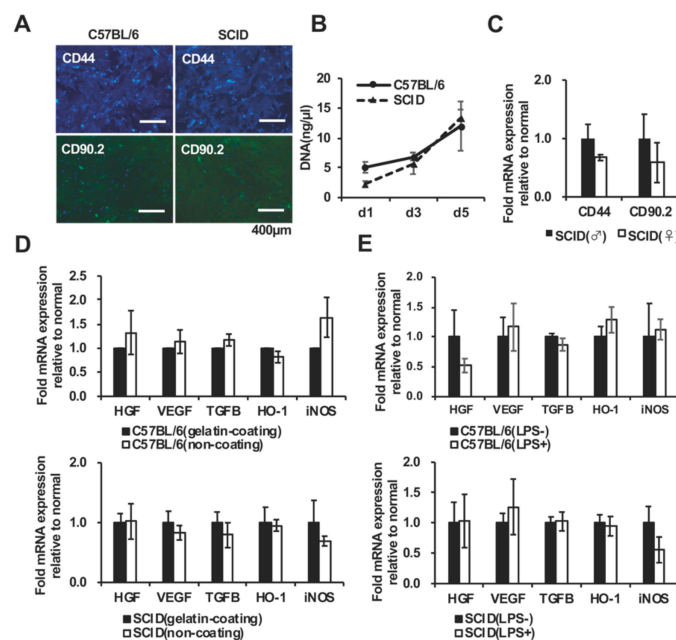 A
C57BL/6
SCID
CD44
CD44
CD90.2
CD90.2
400μm
B
DNA(ng/μl)
20
15
10
5
0
C57BL/6
SCID
d1
d3
d5
C
Fold mRNA expression
relative to normal
2.0
1.0
0.0
CD44
CD90.2
SCID(♂)
SCID(♀)
D
Fold mRNA expression
relative to normal
2.5
2.0
1.5
1.0
0.5
0.0
HGF
VEGF
TGFB
HO-1
iNOS
C57BL/6(gelatin-coating)
C57BL/6(non-coating)
Fold mRNA expression
relative to normal
2.0
1.0
0.0
HGF
VEGF
TGFB
HO-1
iNOS
SCID(gelatin-coating)
SCID(non-coating)
E
Fold mRNA expression
relative to normal
2.0
1.5
1.0
0.5
0.0
HGF
VEGF
TGFB
HO-1
iNOS
C57BL/6(LPS-)
C57BL/6(LPS+)
Fold mRNA expression
relative to normal
2.0
1.5
1.0
0.5
0.0
HGF
VEGF
TGFB
HO-1
iNOS
SCID(LPS-)
SCID(LPS+)